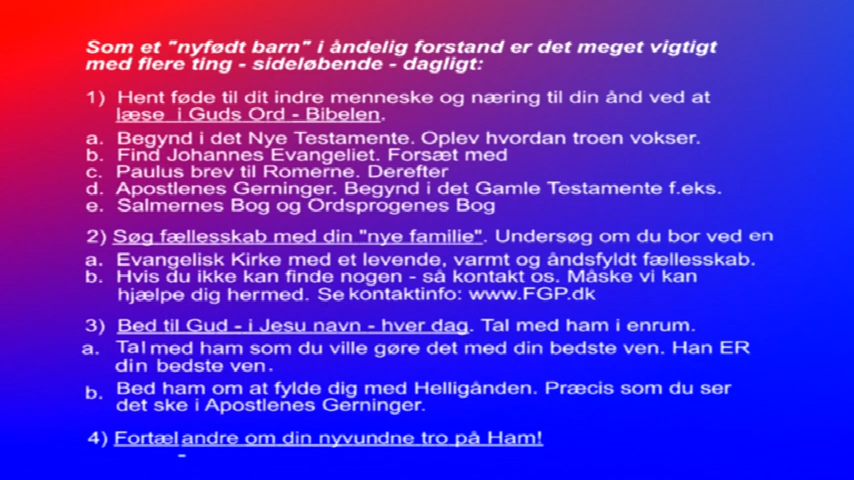 Som et "nyfødt barn" i åndelig forstand er det meget vigtigt
med flere ting - sideløbende - dagligt:
1) Hent føde til dit indre menneske og næring til din ånd ved at
læse i Guds Ord - Bibelen.
a. Begynd i det Nye Testamente. Oplev hvordan troen vokser.
b. Find Johannes Evangeliet. Forsæt med
c. Paulus brev til Romerne. Derefter
d. Apostlenes Gerninger. Begynd i det Gamle Testamente f.eks.
e. Salmernes Bog og Ordsprogenes Bog
2) Søg fællesskab med din "nye familie". Undersøg om du bor ved en
a. Evangelisk Kirke med et levende, varmt og åndsfyldt fællesskab.
b. Hvis du ikke kan finde nogen - så kontakt os. Måske vi kan
hjælpe dig hermed. Se kontaktinfo: www.FGP.dk
3) Bed til Gud - i Jesu navn - hver dag. Tal med ham i enrum.
a. Tal med ham som du ville gøre det med din bedste ven. Han ER
din bedste ven.
b. Bed ham om at fylde dig med Helligånden. Præcis som du ser
det ske i Apostlenes Gerninger.
4) Fortæl andre om din nyvundne tro på Ham!